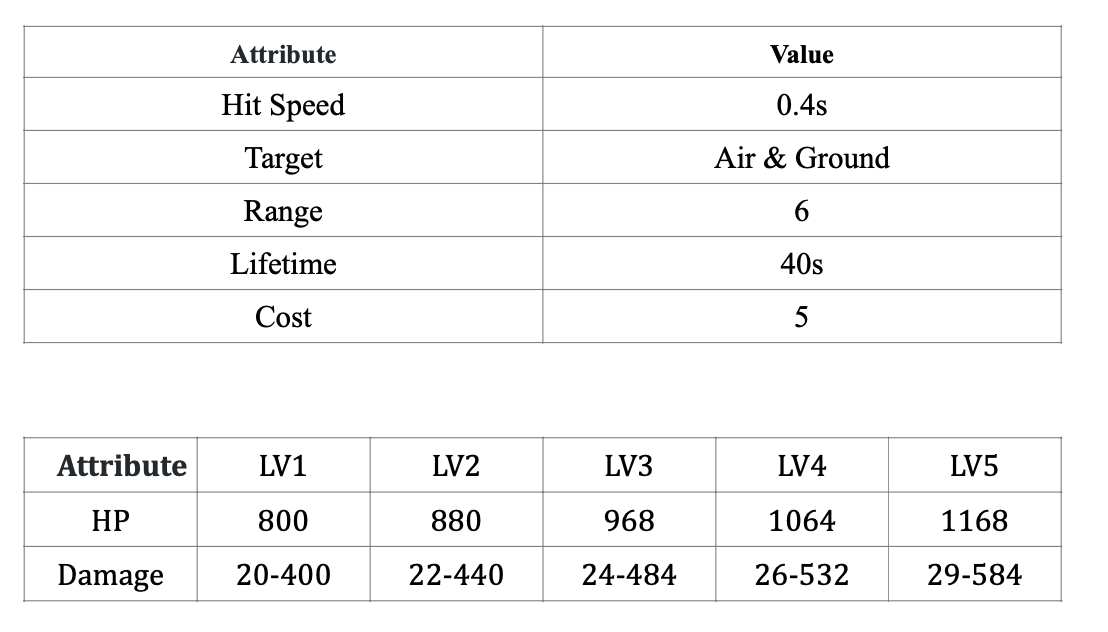 Attribute Value
Hit Speed 0.4s
Target Air & Ground
Range 6
Lifetime 40s
Cost 5
Attribute LV1 LV2 LV3 LV4 LV5
HP 800 880 968 1064 1168
Damage 20-400 22-440 24-484 26-532 29-584